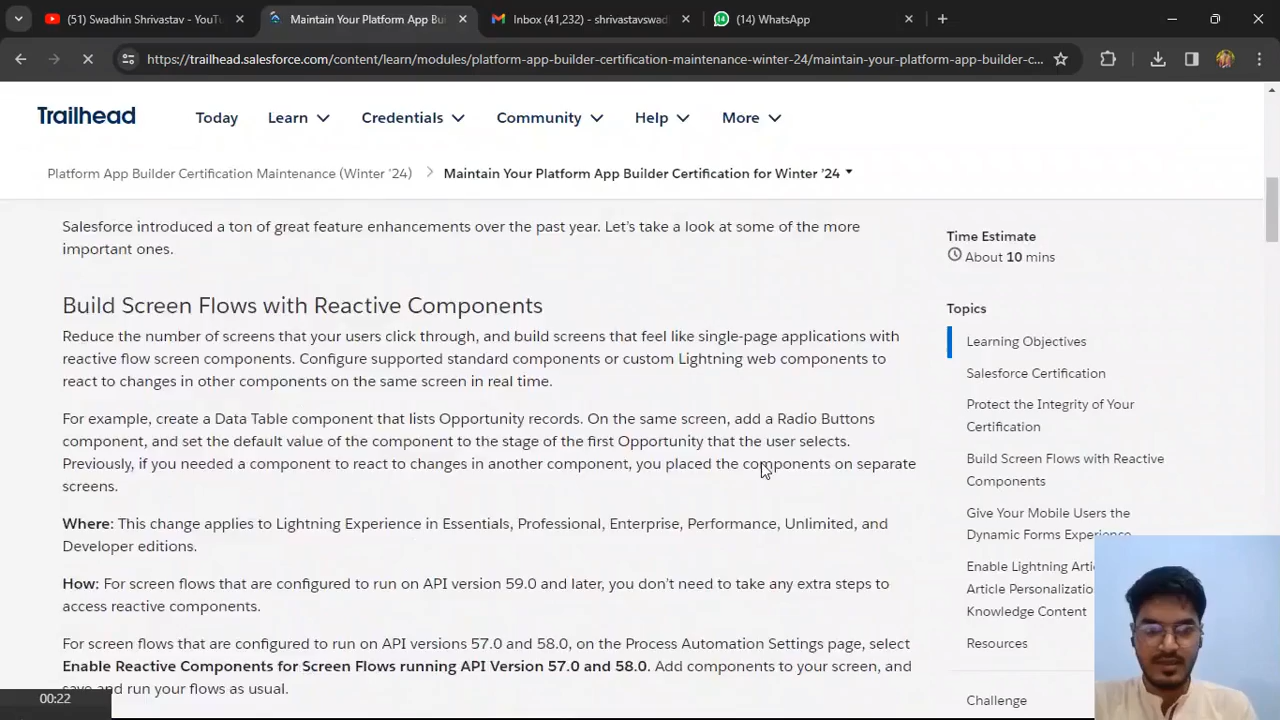 (51) Swadhin Shrivastav - YouTu
Maintain Your Platform App Bui
Inbox (41,232) - shrivastavswad
(14) WhatsApp
https://trailhead.salesforce.com/content/learn/modules/platform-app-builder-certification-maintenance-winter-24/maintain-your-platform-app-builder-c...
Trailhead
Today
Learn
Credentials
Community
Help
More
Platform App Builder Certification Maintenance (Winter '24)
Maintain Your Platform App Builder Certification for Winter '24
Salesforce introduced a ton of great feature enhancements over the past year. Let's take a look at some of the more
important ones.
Build Screen Flows with Reactive Components
Reduce the number of screens that your users click through, and build screens that feel like single-page applications with
reactive flow screen components. Configure supported standard components or custom Lightning web components to
react to changes in other components on the same screen in real time.
For example, create a Data Table component that lists Opportunity records. On the same screen, add a Radio Buttons
component, and set the default value of the component to the stage of the first Opportunity that the user selects.
Previously, if you needed a component to react to changes in another component, you placed the components on separate
screens.
Where: This change applies to Lightning Experience in Essentials, Professional, Enterprise, Performance, Unlimited, and
Developer editions.
How: For screen flows that are configured to run on API version 59.0 and later, you don't need to take any extra steps to
access reactive components.
For screen flows that are configured to run on API versions 57.0 and 58.0, on the Process Automation Settings page, select
Enable Reactive Components for Screen Flows running API Version 57.0 and 58.0. Add components to your screen, and
save and run your flows as usual.
Time Estimate
About 10 mins
Topics
Learning Objectives
Salesforce Certification
Protect the Integrity of Your
Certification
Build Screen Flows with Reactive
Components
Give Your Mobile Users the
Dynamic Forms Experience
Enable Lightning Artic
Article Personalizatio
Knowledge Content
Resources
Challenge
00:22